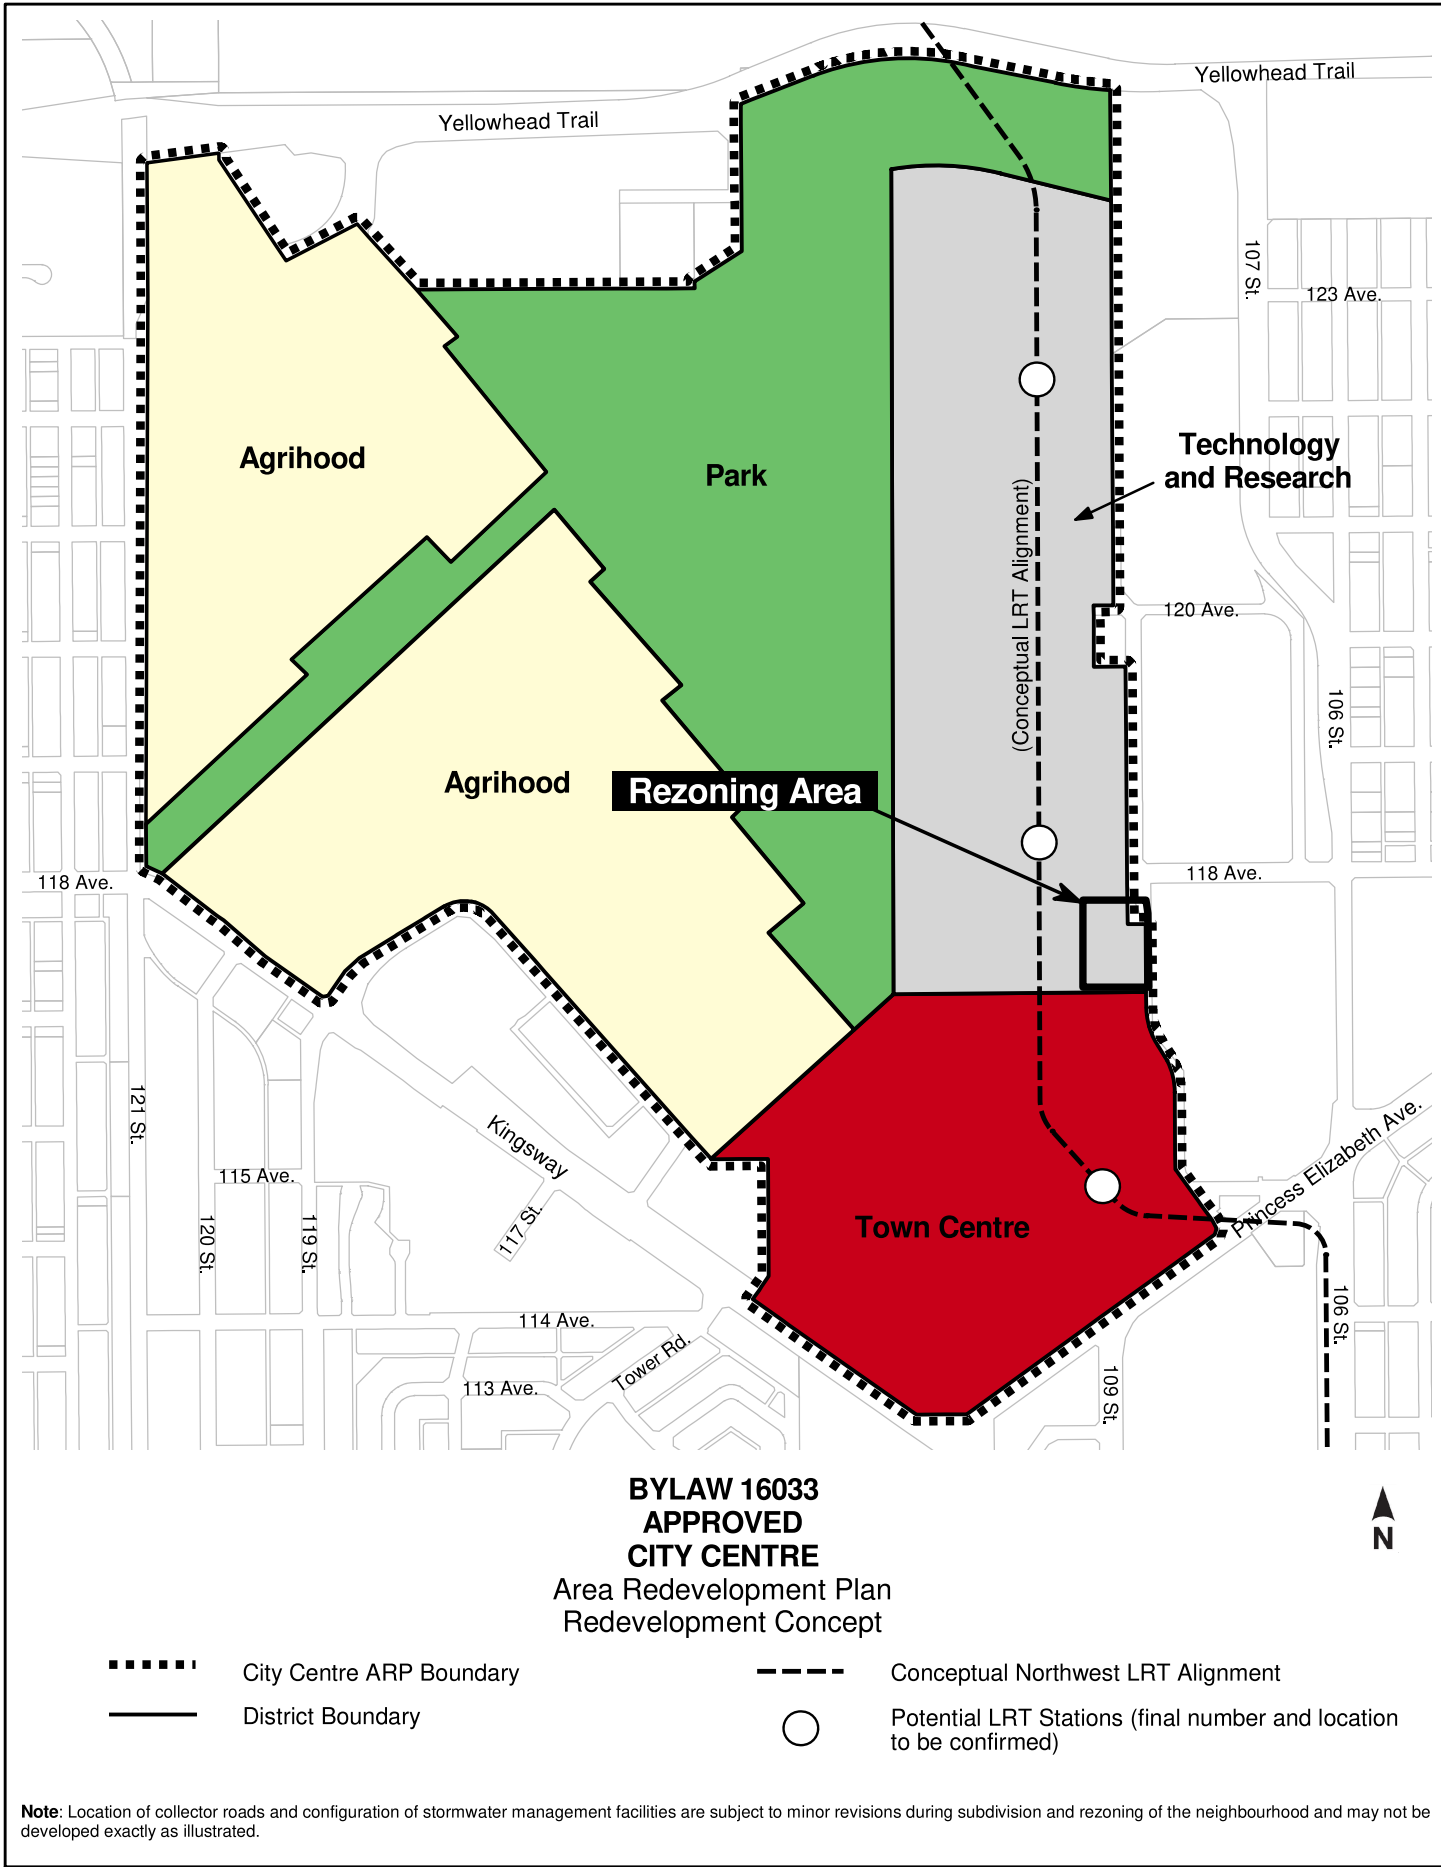 Yellowhead Trail
Yellowhead Trail
107 St.
123 Ave.
Agrihood
Park
Technology
and Research
(Conceptual LRT Alignment)
120 Ave.
106 St.
Agrihood
Rezoning Area
118 Ave.
118 Ave.
121 St.
Kingsway
Princess Elizabeth Ave.
115 Ave.
120 St.
119 St.
117 St.
Town Centre
114 Ave.
Tower Rd.
106 St.
113 Ave.
109 St.
BYLAW 16033
APPROVED
CITY CENTRE
Area Redevelopment Plan
Redevelopment Concept
N
City Centre ARP Boundary
District Boundary
Conceptual Northwest LRT Alignment
Potential LRT Stations (final number and location
to be confirmed)
Note: Location of collector roads and configuration of stormwater management facilities are subject to minor revisions during subdivision and rezoning of the neighbourhood and may not be
developed exactly as illustrated.